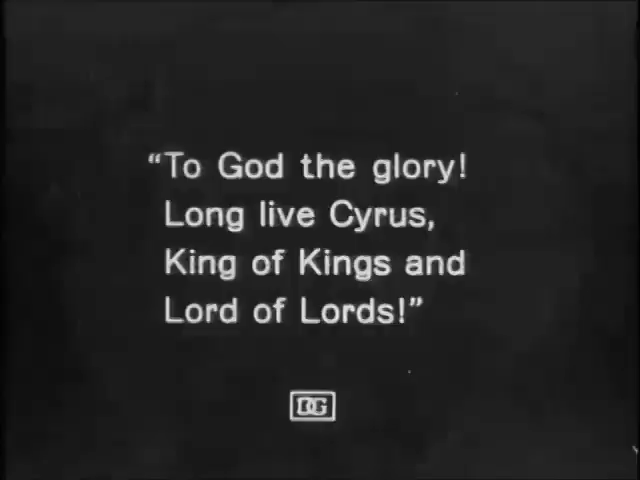 “To God the glory!
Long live Cyrus,
King of Kings and
Lord of Lords!”
DG